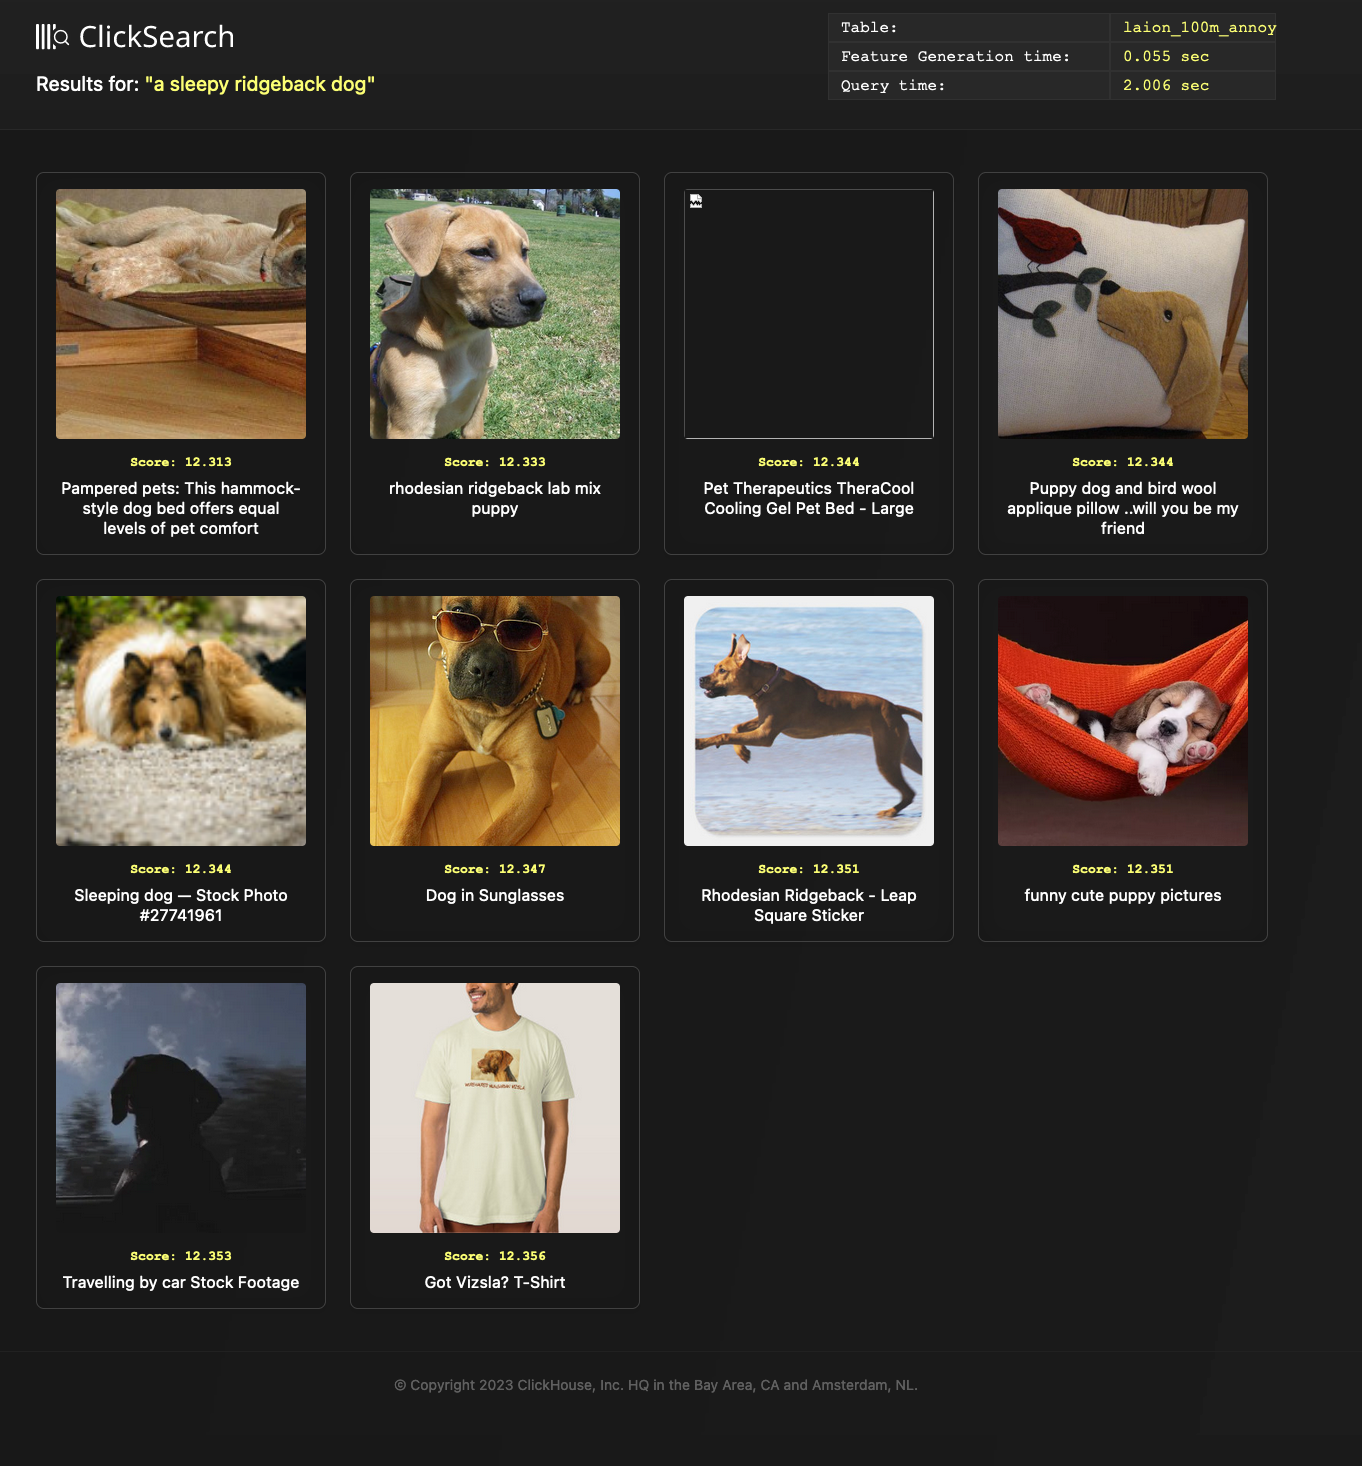 ClickSearch
Results for: "a sleepy ridgeback dog"
Table: laion_100m_annoy
Feature Generation time: 0.055 sec
Query time: 2.006 sec
Score: 12.313
Pampered pets: This hammock-
style dog bed offers equal
levels of pet comfort
Score: 12.333
rhodesian ridgeback lab mix
puppy
Score: 12.344
Pet Therapeutics TheraCool
Cooling Gel Pet Bed - Large
Score: 12.344
Puppy dog and bird wool
applique pillow ..will you be my
friend
Score: 12.344
Sleeping dog — Stock Photo
#27741961
Score: 12.347
Dog in Sunglasses
Score: 12.351
Rhodesian Ridgeback - Leap
Square Sticker
Score: 12.351
funny cute puppy pictures
Score: 12.353
Travelling by car Stock Footage
Score: 12.356
Got Vizsla? T-Shirt
© Copyright 2023 ClickHouse, Inc. HQ in the Bay Area, CA and Amsterdam, NL.